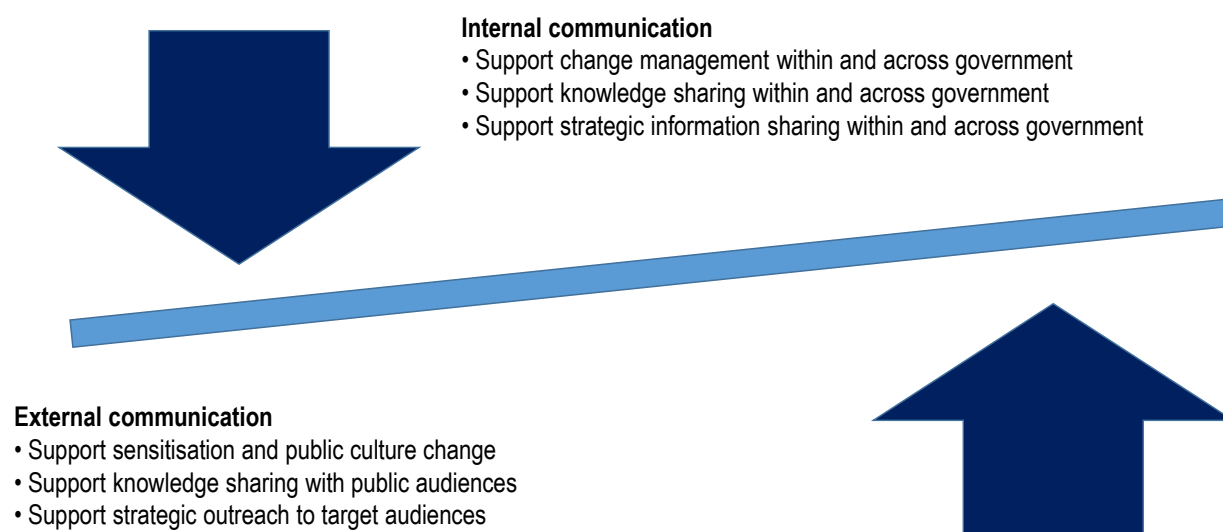 Internal communication
• Support change management within and across government
• Support knowledge sharing within and across government
• Support strategic information sharing within and across government
External communication
• Support sensitisation and public culture change
• Support knowledge sharing with public audiences
• Support strategic outreach to target audiences